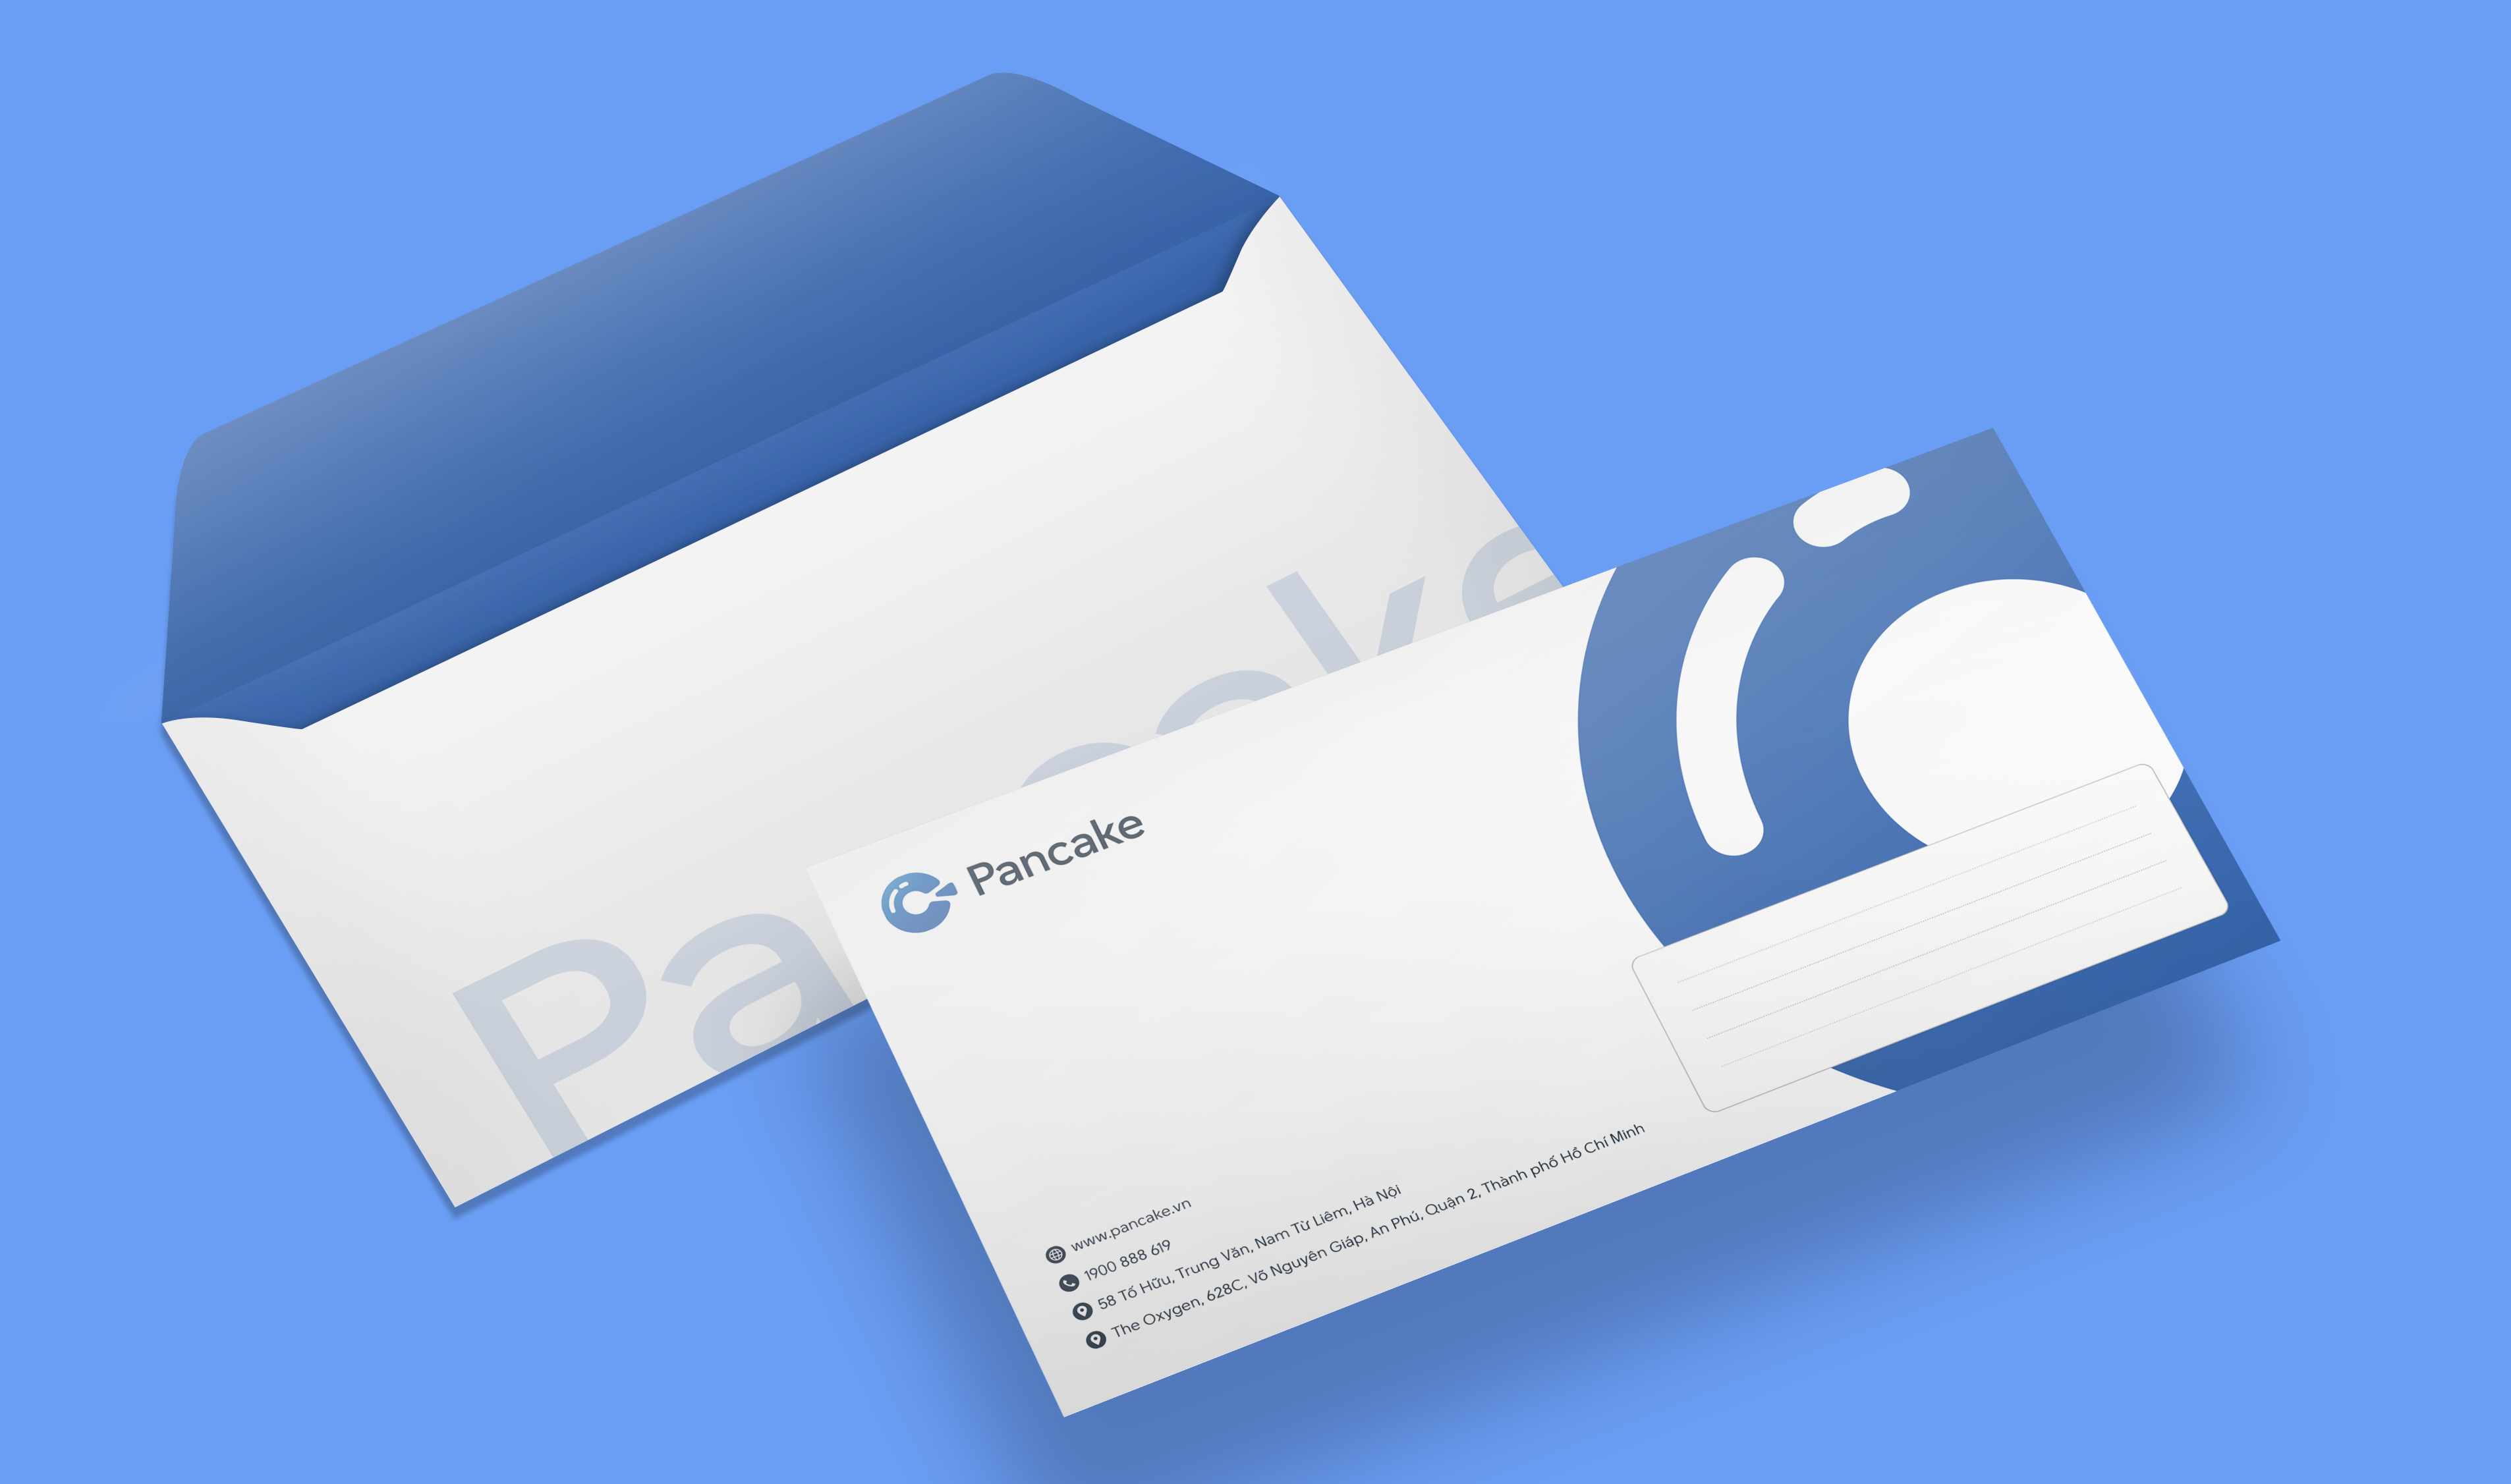 Pancake
Pancake
www.pancake.vn
1900 888 619
58 Tố Hữu, Trung Văn, Nam Từ Liêm, Hà Nội
The Oxygen, 628C, Võ Nguyên Giáp, An Phú, Quận 2, Thành phố Hồ Chí Minh